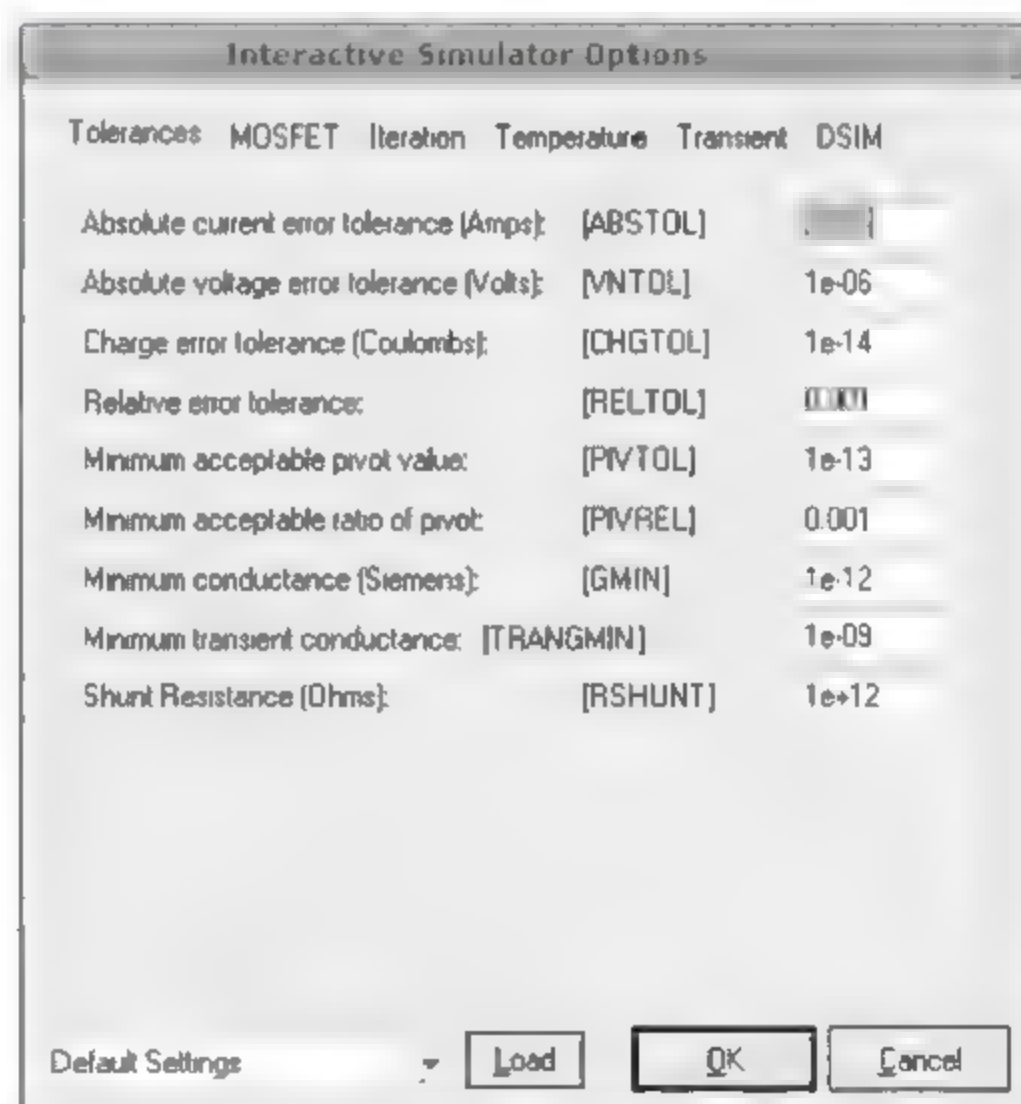 Interactive Simulator Options
Tolerances MOSFET Iteration Temperature Transient DSIM
Absolute current error tolerance (Amps): [ABSTOL]
Absolute voltage error tolerance (Volts): [VNTOL] 1e-06
Charge error tolerance (Coulombs): [CHGTOL] 1e-14
Relative error tolerance: [RELTOL] 0.001
Minimum acceptable pivot value: [PIVTOL] 1e-13
Minimum acceptable ratio of pivot: [PIVREL] 0.001
Minimum conductance (Siemens): [GMIN] 1e-12
Minimum transient conductance: [TRANGMIN] 1e-09
Shunt Resistance (Ohms): [RSHUNT] 1e+12
Default Settings Load OK Cancel